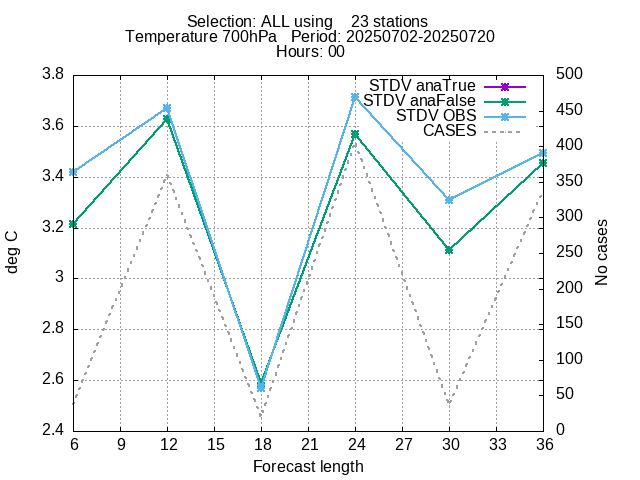 Selection: ALL using 23 stations
Temperature 700hPa Period: 20250702-20250720
Hours: 00
STDV anaTrue
STDV anaFalse
STDV OBS
CASES
3.8
3.6
3.4
3.2
3
2.8
2.6
2.4
deg C
500
450
400
350
300
250
200
150
100
50
0
No cases
6 9 12 15 18 21 24 27 30 33 36
Forecast length